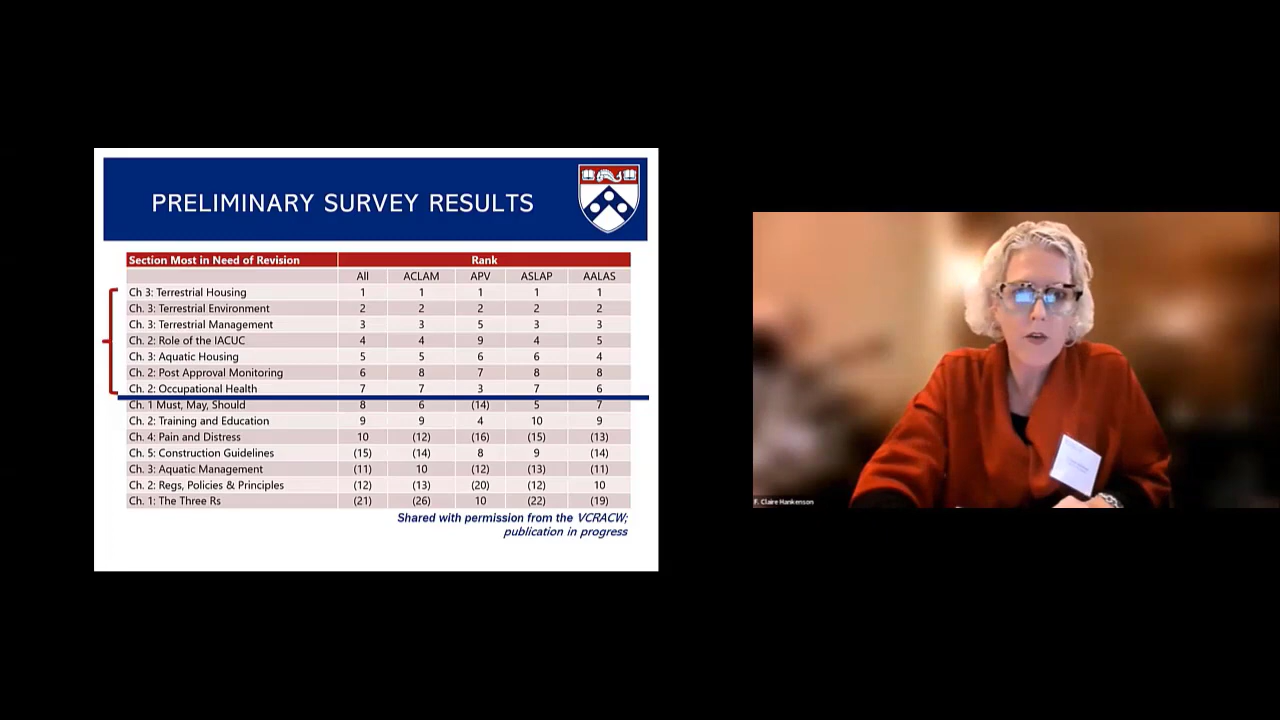 PRELIMINARY SURVEY RESULTS
Section Most in Need of Revision Rank
All ACLAM APV ASLAP AALAS
Ch 3: Terrestrial Housing 1 1 1 1 1
Ch. 3: Terrestrial Environment 2 2 2 2 2
Ch. 3: Terrestrial Management 3 3 5 3 3
Ch. 2: Role of the IACUC 4 4 9 4 5
Ch. 3: Aquatic Housing 5 5 6 6 4
Ch. 2: Post Approval Monitoring 6 8 7 8 8
Ch. 2: Occupational Health 7 7 3 7 6
Ch. 1 Must, May, Should 8 6 (14) 5 7
Ch. 2: Training and Education 9 9 4 10 9
Ch. 4: Pain and Distress 10 (12) (16) (15) (13)
Ch. 5: Construction Guidelines (15) (14) 8 9 (14)
Ch. 3: Aquatic Management (11) 10 (12) (13) (11)
Ch. 2: Regs, Policies & Principles (12) (13) (20) (12) 10
Ch. 1: The Three Rs (21) (26) 10 (22) (19)
Shared with permission from the VCRACW;
publication in progress
F. Claire Hankenson